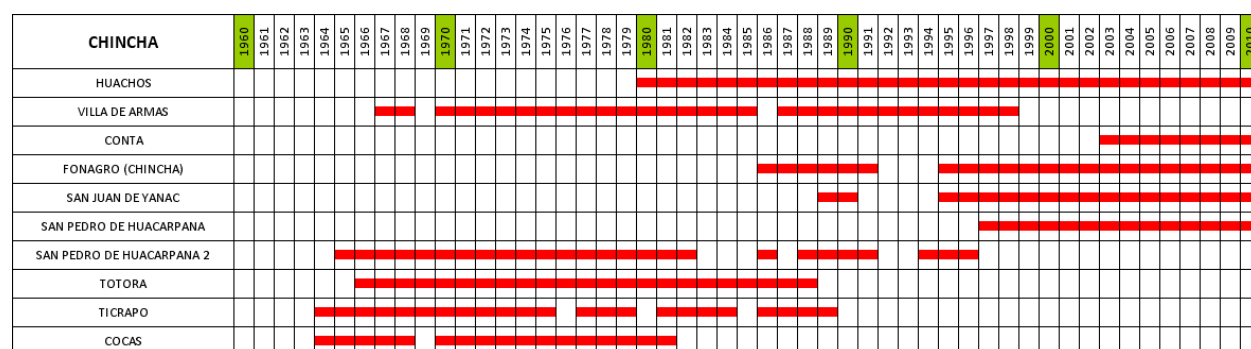 CHINCHA 1960 1961 1962 1963 1964 1965 1966 1967 1968 1969 1970 1971 1972 1973 1974 1975 1976 1977 1978 1979 1980 1981 1982 1983 1984 1985 1986 1987 1988 1989 1990 1991 1992 1993 1994 1995 1996 1997 1998 1999 2000 2001 2002 2003 2004 2005 2006 2007 2008 2009 2010
HUACHOS
VILLA DE ARMAS
CONTA
FONAGRO (CHINCHA)
SAN JUAN DE YANAC
SAN PEDRO DE HUACARPANA
SAN PEDRO DE HUACARPANA 2
TOTORA
TICRAPO
COCAS